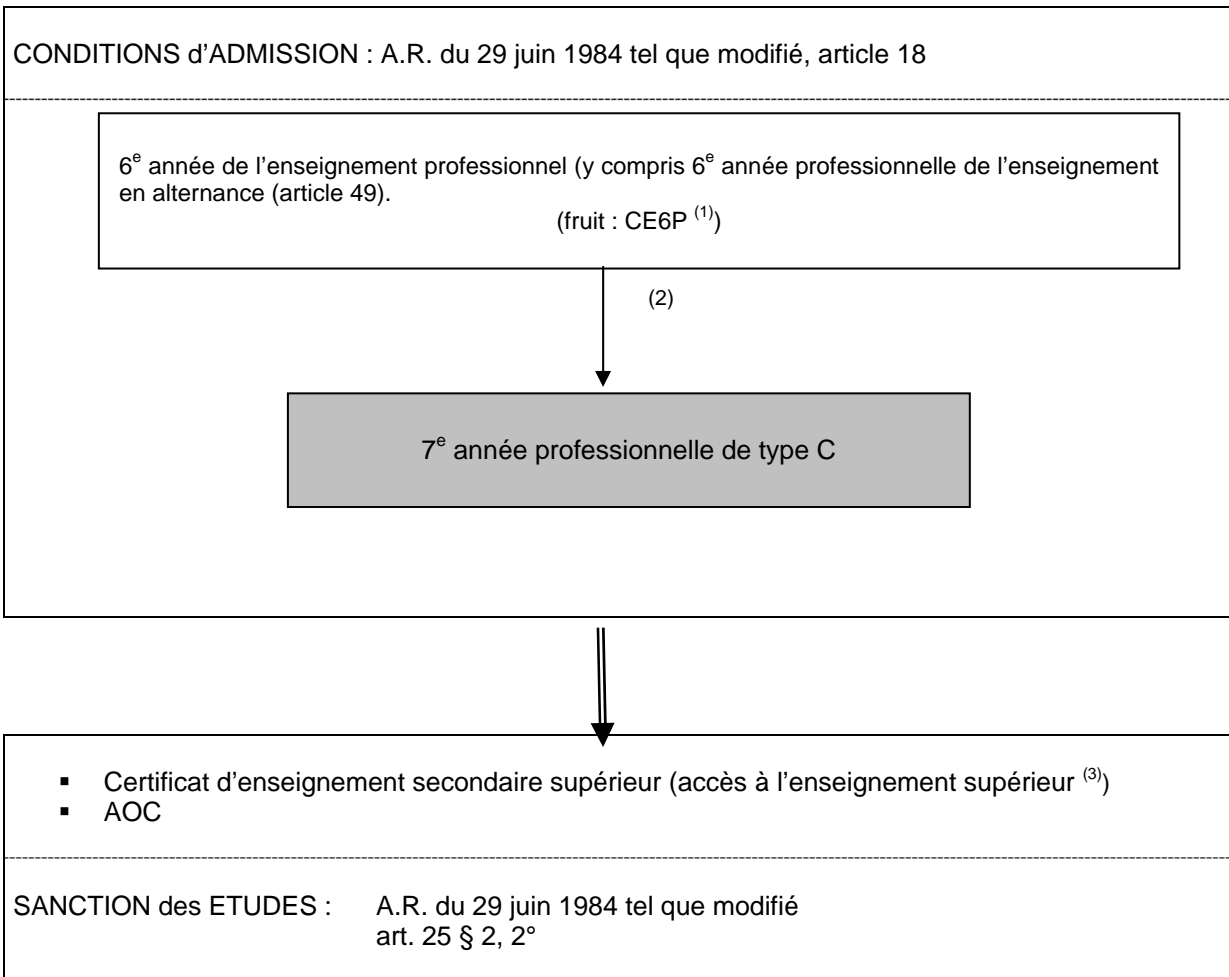 CONDITIONS d'ADMISSION : A.R. du 29 juin 1984 tel que modifié, article 18
6e année de l’enseignement professionnel (y compris 6e année professionnelle de l’enseignement
en alternance (article 49).
(fruit : CE6P (1))
(2)
7e année professionnelle de type C
▪ Certificat d’enseignement secondaire supérieur (accès à l’enseignement supérieur (3))
▪ AOC
SANCTION des ETUDES : A.R. du 29 juin 1984 tel que modifié
art. 25 § 2, 2°